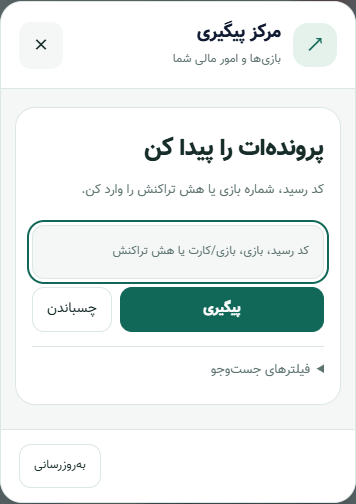 مرکز پیگیری
بازی‌ها و امور مالی شما
پرونده‌ات را پیدا کن
کد رسید، شماره بازی یا هش تراکنش را وارد کن.
کد رسید، بازی، بازی/کارت یا هش تراکنش
پیگیری
چسباندن
فیلترهای جست‌وجو
به‌روزرسانی